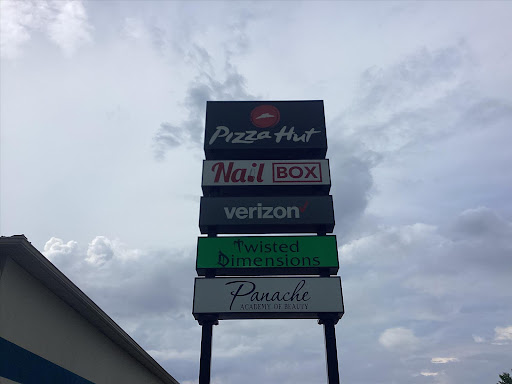 Pizza Hut
Nail BOX
verizon
Twisted
Dimensions
Panache
ACADEMY OF BEAUTY